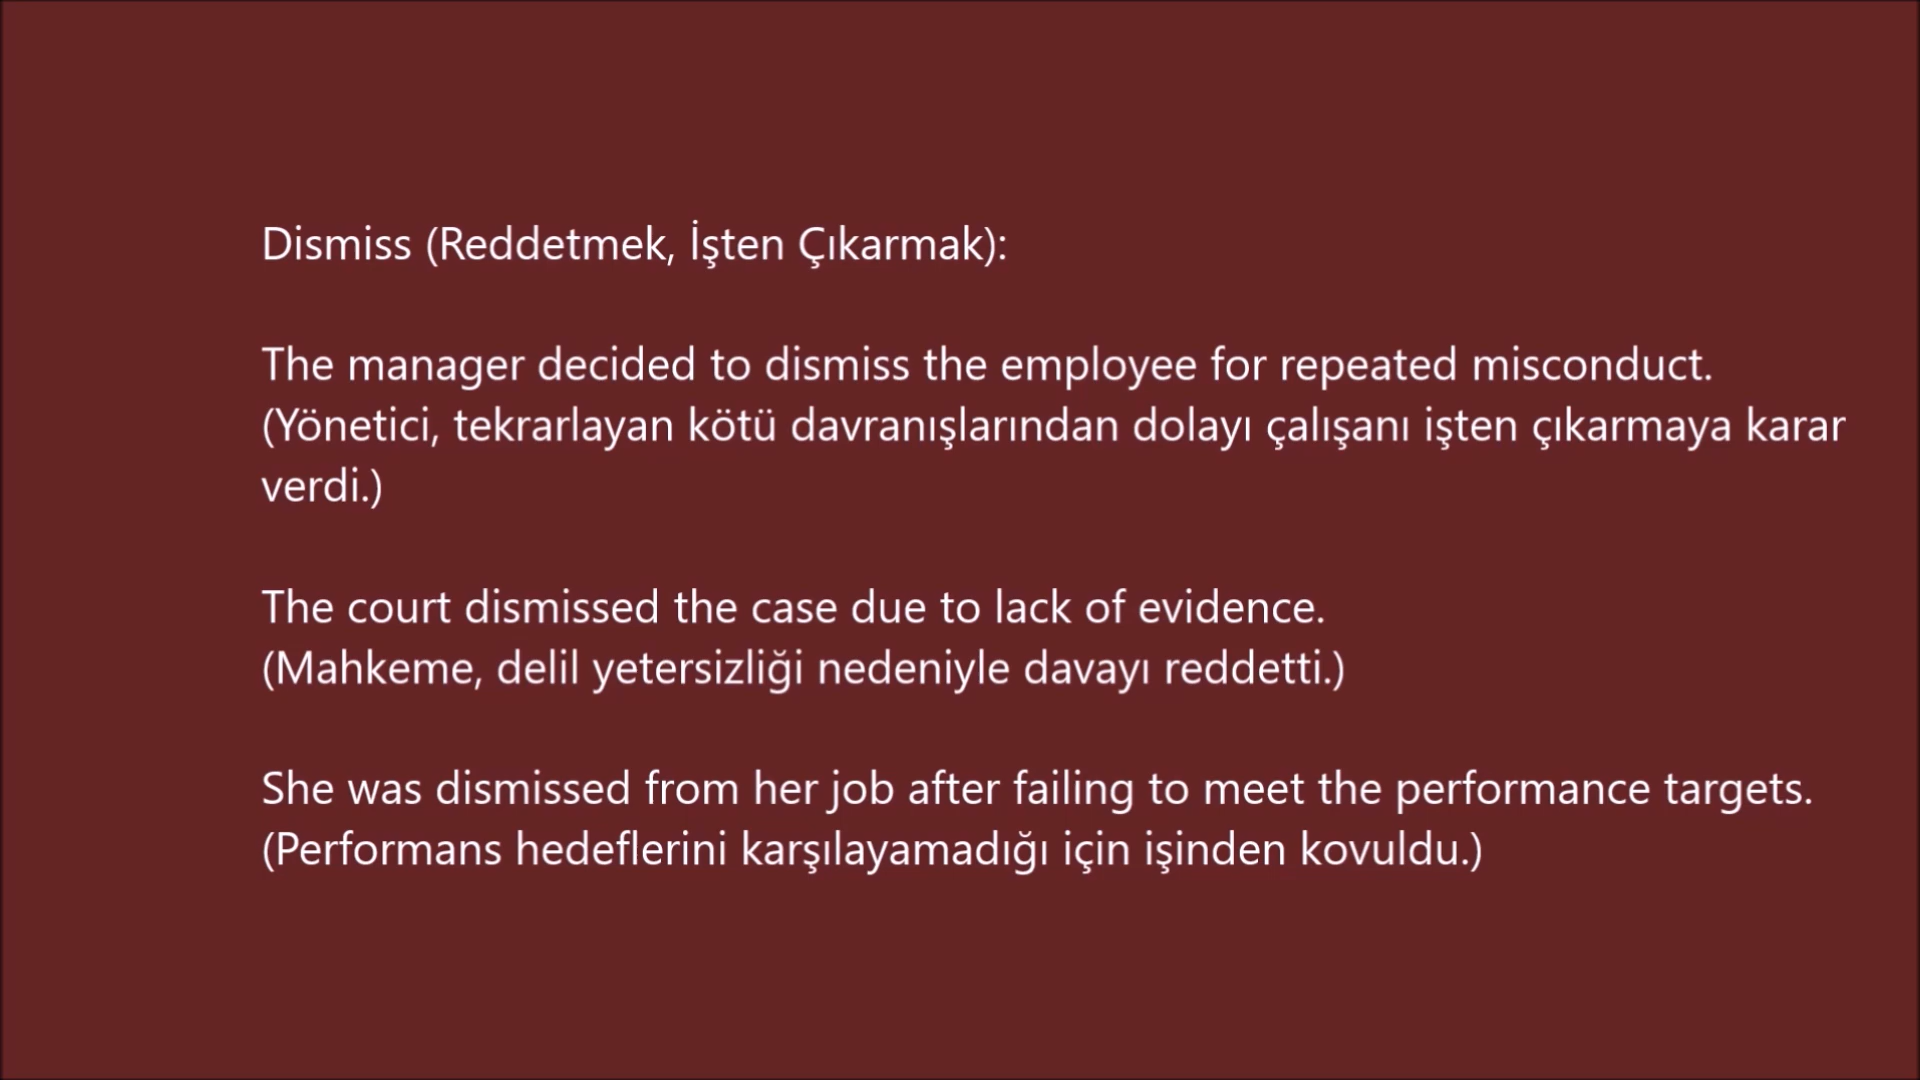 Dismiss (Reddetmek, İşten Çıkarmak):
The manager decided to dismiss the employee for repeated misconduct.
(Yönetici, tekrarlayan kötü davranışlarından dolayı çalışanı işten çıkarmaya karar
verdi.)
The court dismissed the case due to lack of evidence.
(Mahkeme, delil yetersizliği nedeniyle davayı reddetti.)
She was dismissed from her job after failing to meet the performance targets.
(Performans hedeflerini karşılayamadığı için işinden kovuldu.)